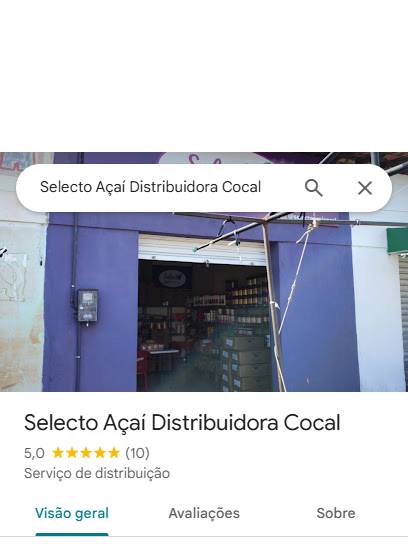 Selecto Açaí Distribuidora Cocal
Selecto Açaí Distribuidora Cocal
5,0 (10)
Serviço de distribuição
Visão geral Avaliações Sobre